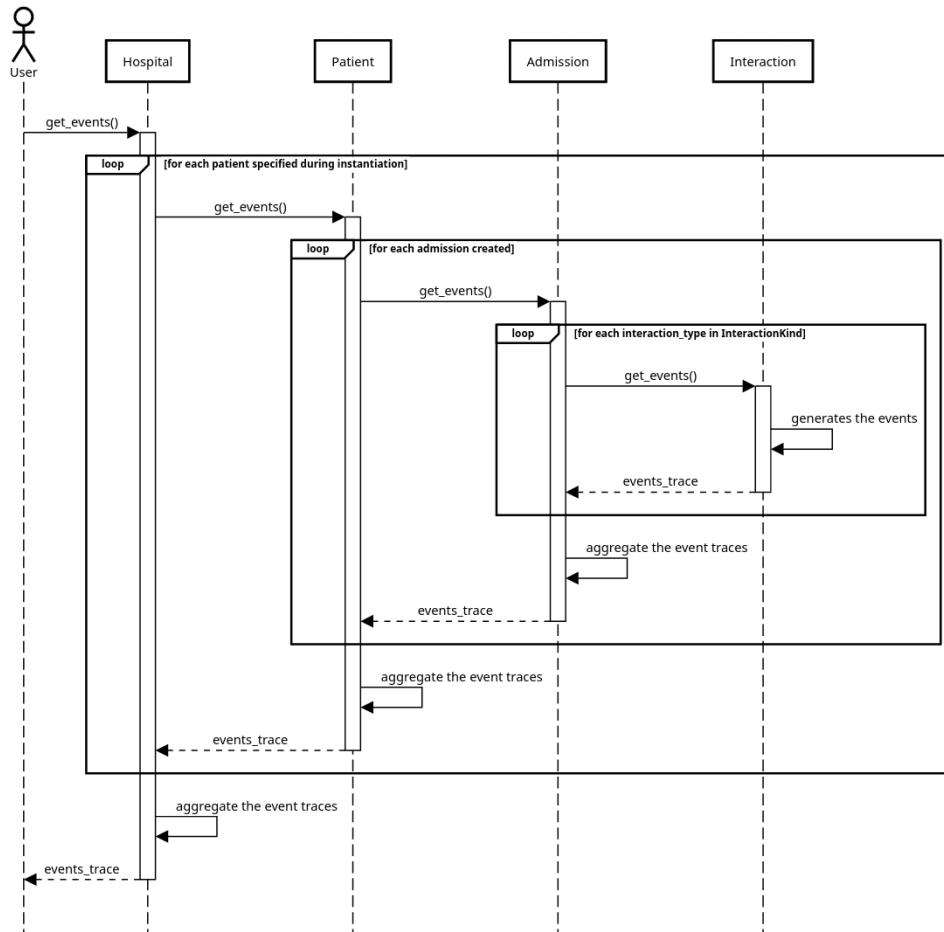 User
Hospital
Patient
Admission
Interaction
get_events()
loop
[for each patient specified during instantiation]
get_events()
loop
[for each admission created]
get_events()
loop
[for each interaction_type in InteractionKind]
get_events()
generates the events
events_trace
aggregate the event traces
events_trace
aggregate the event traces
events_trace
aggregate the event traces
events_trace